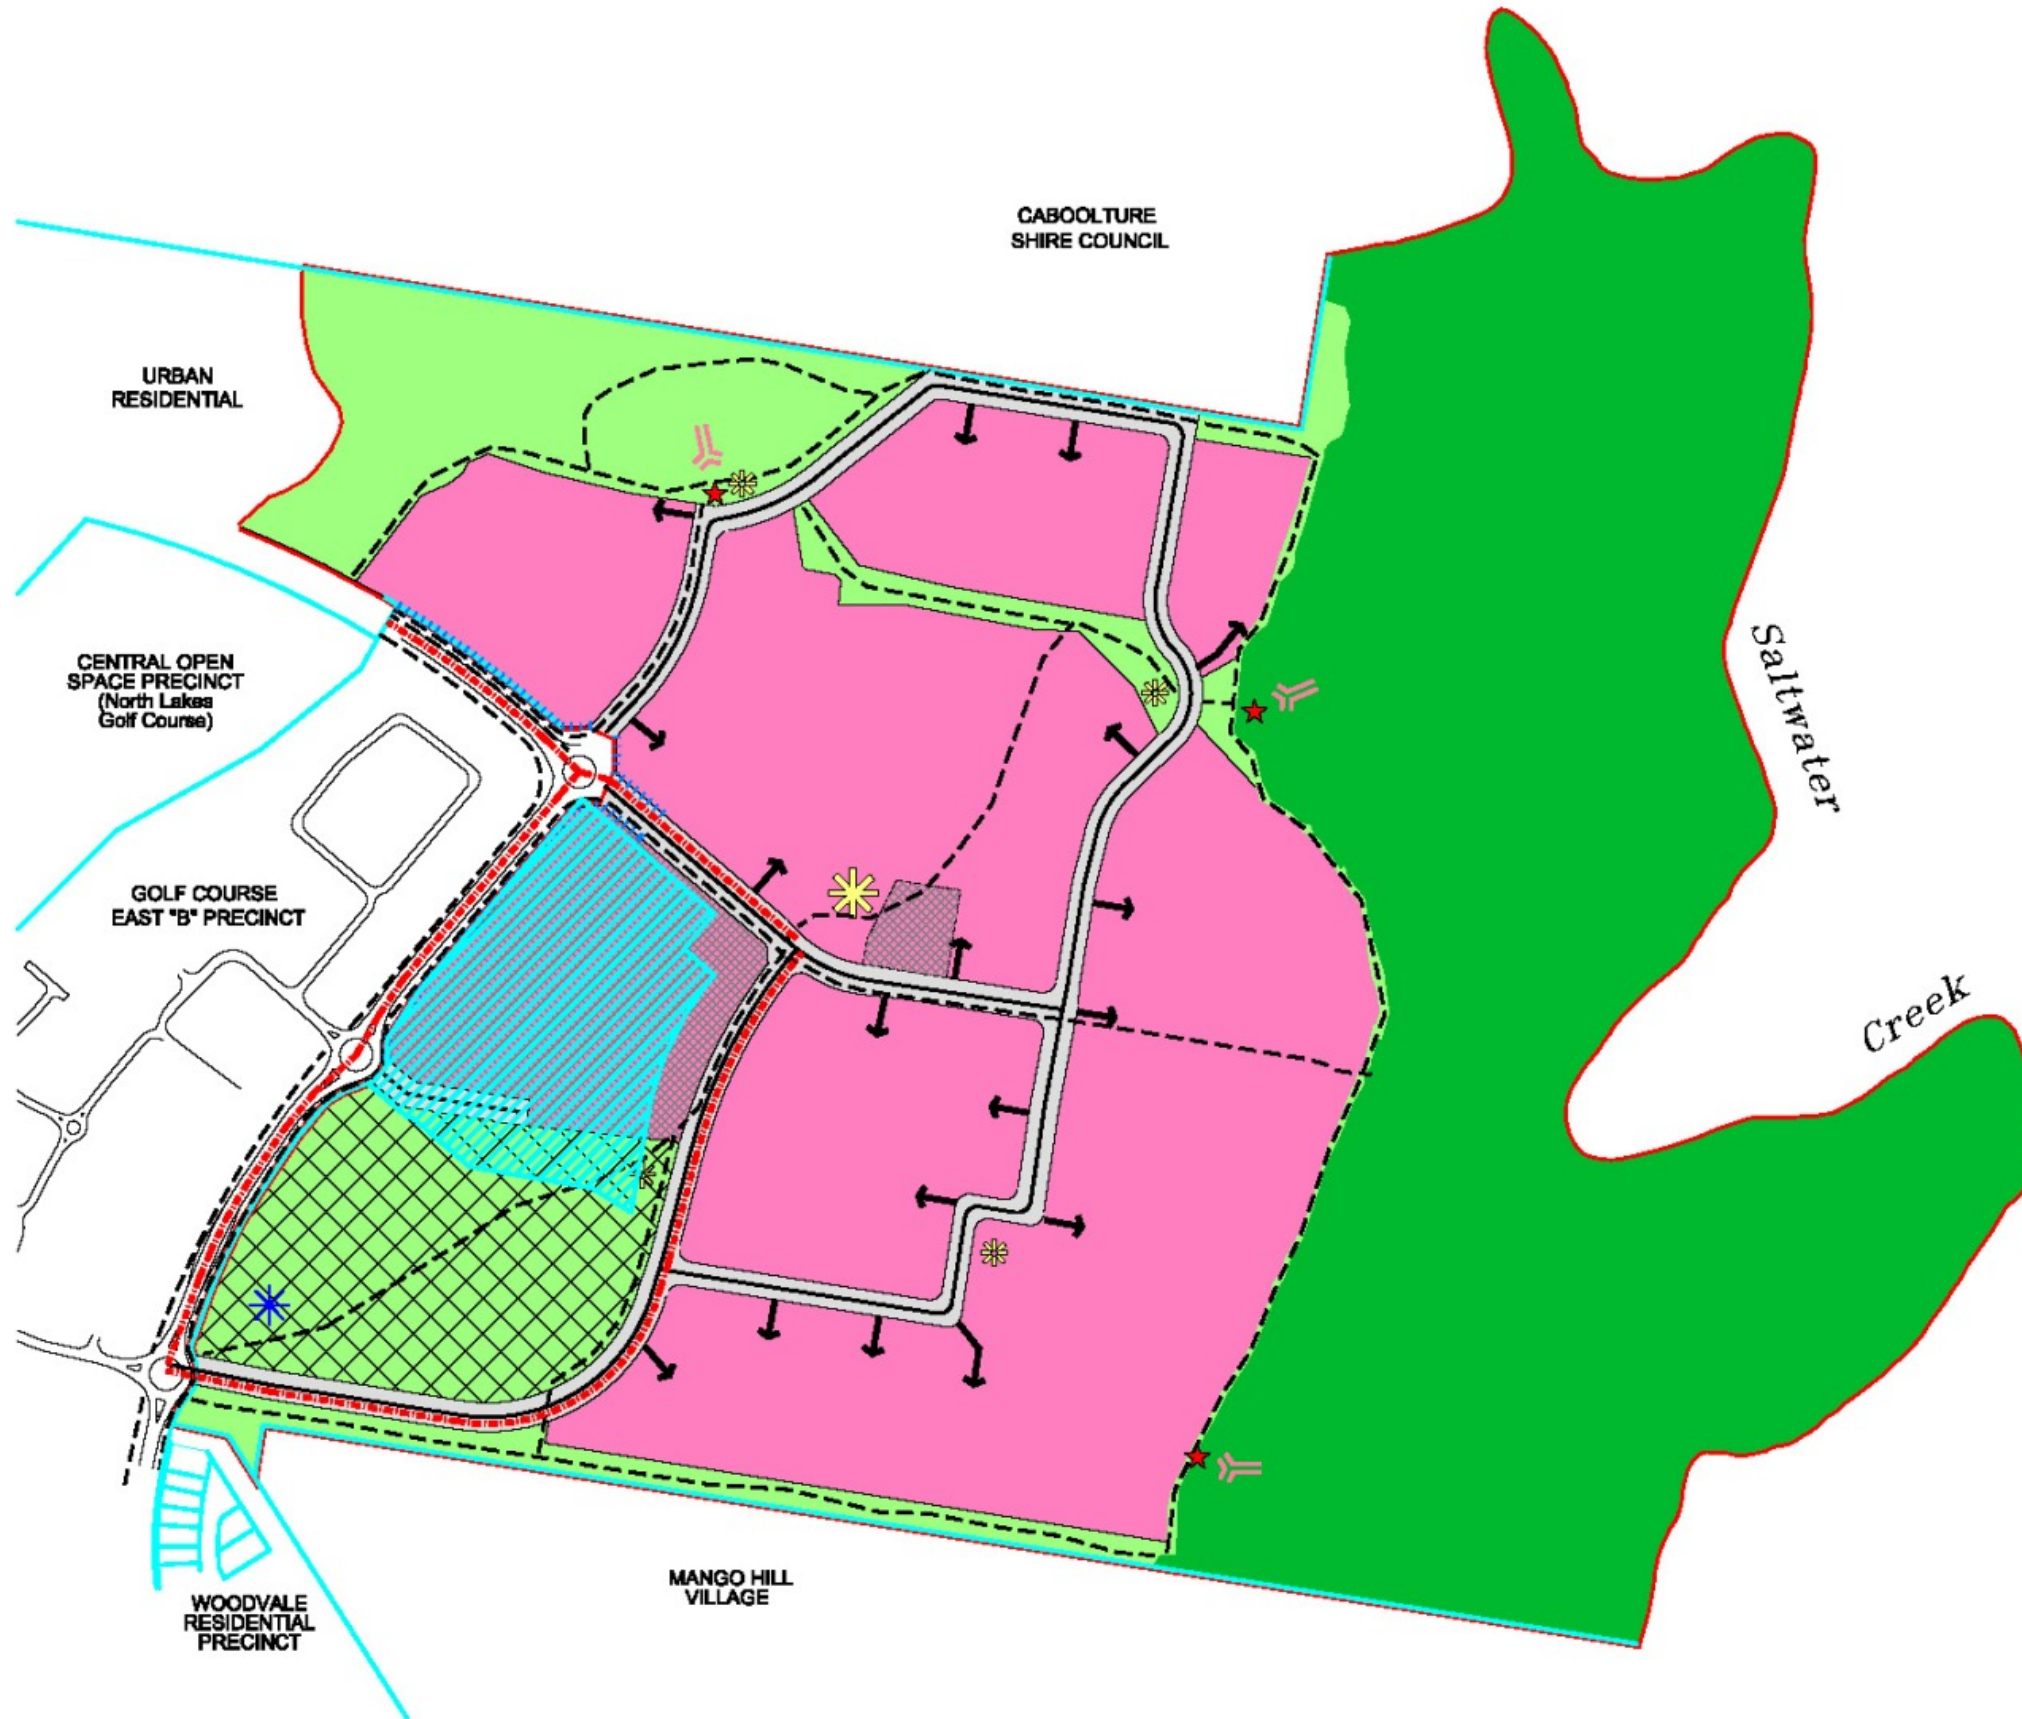 CABOOLTURE
SHIRE COUNCIL
URBAN
RESIDENTIAL
CENTRAL OPEN
SPACE PRECINCT
(North Lakes
Golf Course)
Saltwater
GOLF COURSE
EAST "B" PRECINCT
Creek
MANGO HILL
VILLAGE
WOODVALE
RESIDENTIAL
PRECINCT